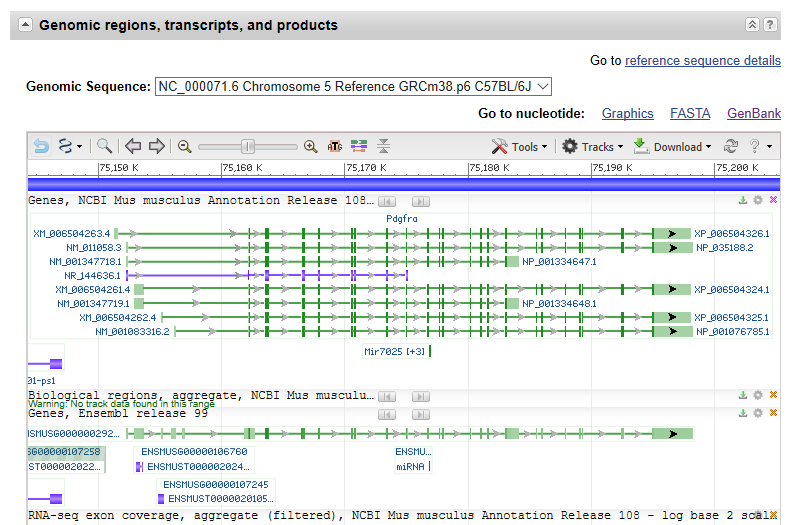 Genomic regions, transcripts, and products
?
Go to reference sequence details
Genomic Sequence: NC_000071.6 Chromosome 5 Reference GRCm38.p6 C57BL/6J
Go to nucleotide: Graphics FASTA GenBank
Tools Tracks Download ?
75,150 K 75,160 K 75,170 K 75,180 K 75,190 K 75,200 K
Genes, NCBI Mus musculus Annotation Release 108...
Pdgfra
XM_006504263.4 XP_006504326.1
NM_011058.3 NP_035188.2
NM_001347718.1 NP_001334647.1
NR_144636.1
XM_006504261.4 XP_006504324.1
NM_001347719.1 NP_001334648.1
XM_006504262.4 XP_006504325.1
NM_001083316.2 NP_001076785.1
Mir7025 [+3]
01-ps1
Biological regions, aggregate, NCBI Mus musculu...
Warning: No track data found in this range
Genes, Ensembl release 99
NSMUSG000000292...
SG00000107258 ENSMUSG00000106760 ENSMU...
ST000002022... ENSMUST000002024... miRNA
ENSMUSG00000107245
ENSMUST000020105...
RNA-seq exon coverage, aggregate (filtered), NCBI Mus musculus Annotation Release 108 - log base 2 scal